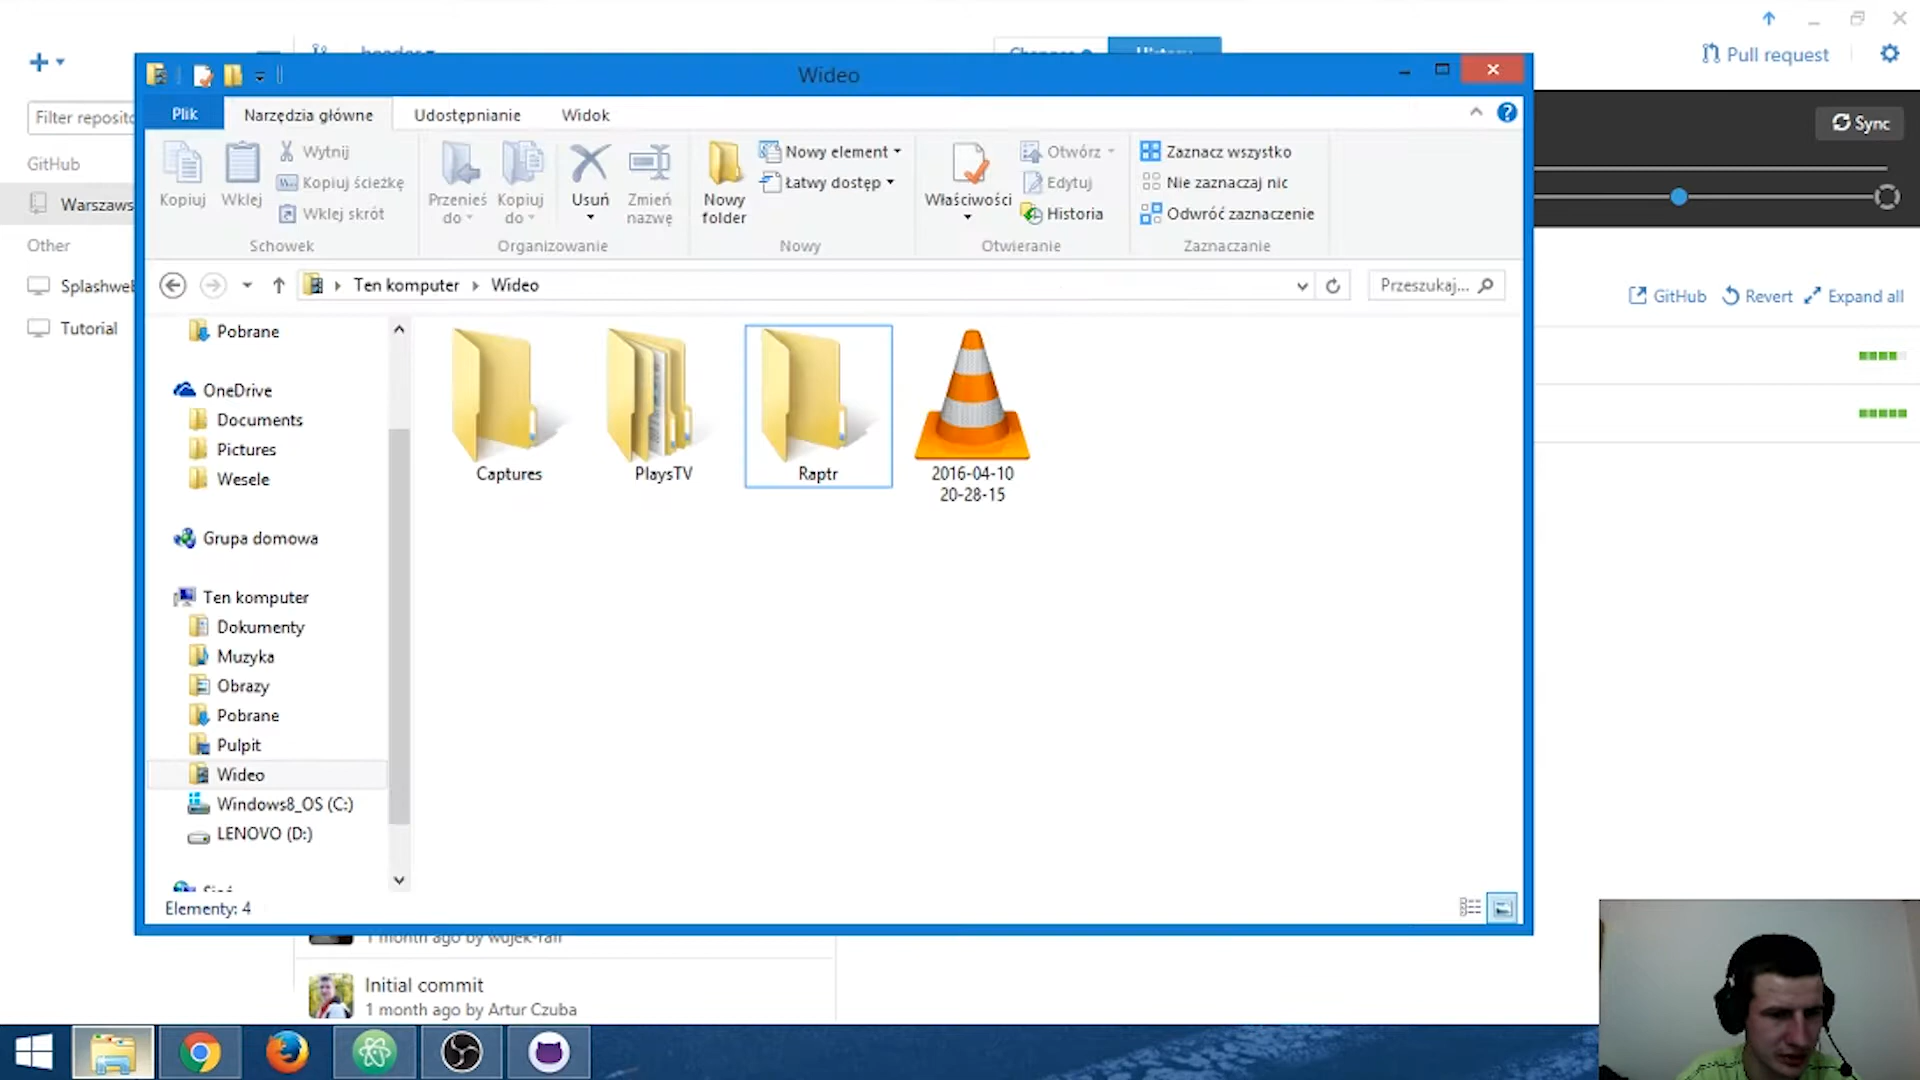 Pull request
Filter reposito
GitHub
Warszaws
Other
Splashwel
Tutorial
Sync
GitHub
Revert
Expand all
Wideo
Plik
Narzędzia główne
Udostępnianie
Widok
Kopiuj
Wklej
Wytnij
Kopiuj ścieżkę
Wklej skrót
Schowek
Przenieś
do
Kopiuj
do
Usuń
Zmień
nazwę
Organizowanie
Nowy
folder
Nowy element
Łatwy dostęp
Nowy
Właściwości
Otwórz
Edytuj
Historia
Otwieranie
Zaznacz wszystko
Nie zaznaczaj nic
Odwróć zaznaczenie
Zaznaczanie
Ten komputer
Wideo
Przeszukaj...
Pobrane
OneDrive
Documents
Pictures
Wesele
Grupa domowa
Ten komputer
Dokumenty
Muzyka
Obrazy
Pobrane
Pulpit
Wideo
Windows8_OS (C:)
LENOVO (D:)
Captures
PlaysTV
Raptr
2016-04-10
20-28-15
Elementy: 4
1 month ago by wujek-ralf
Initial commit
1 month ago by Artur Czuba